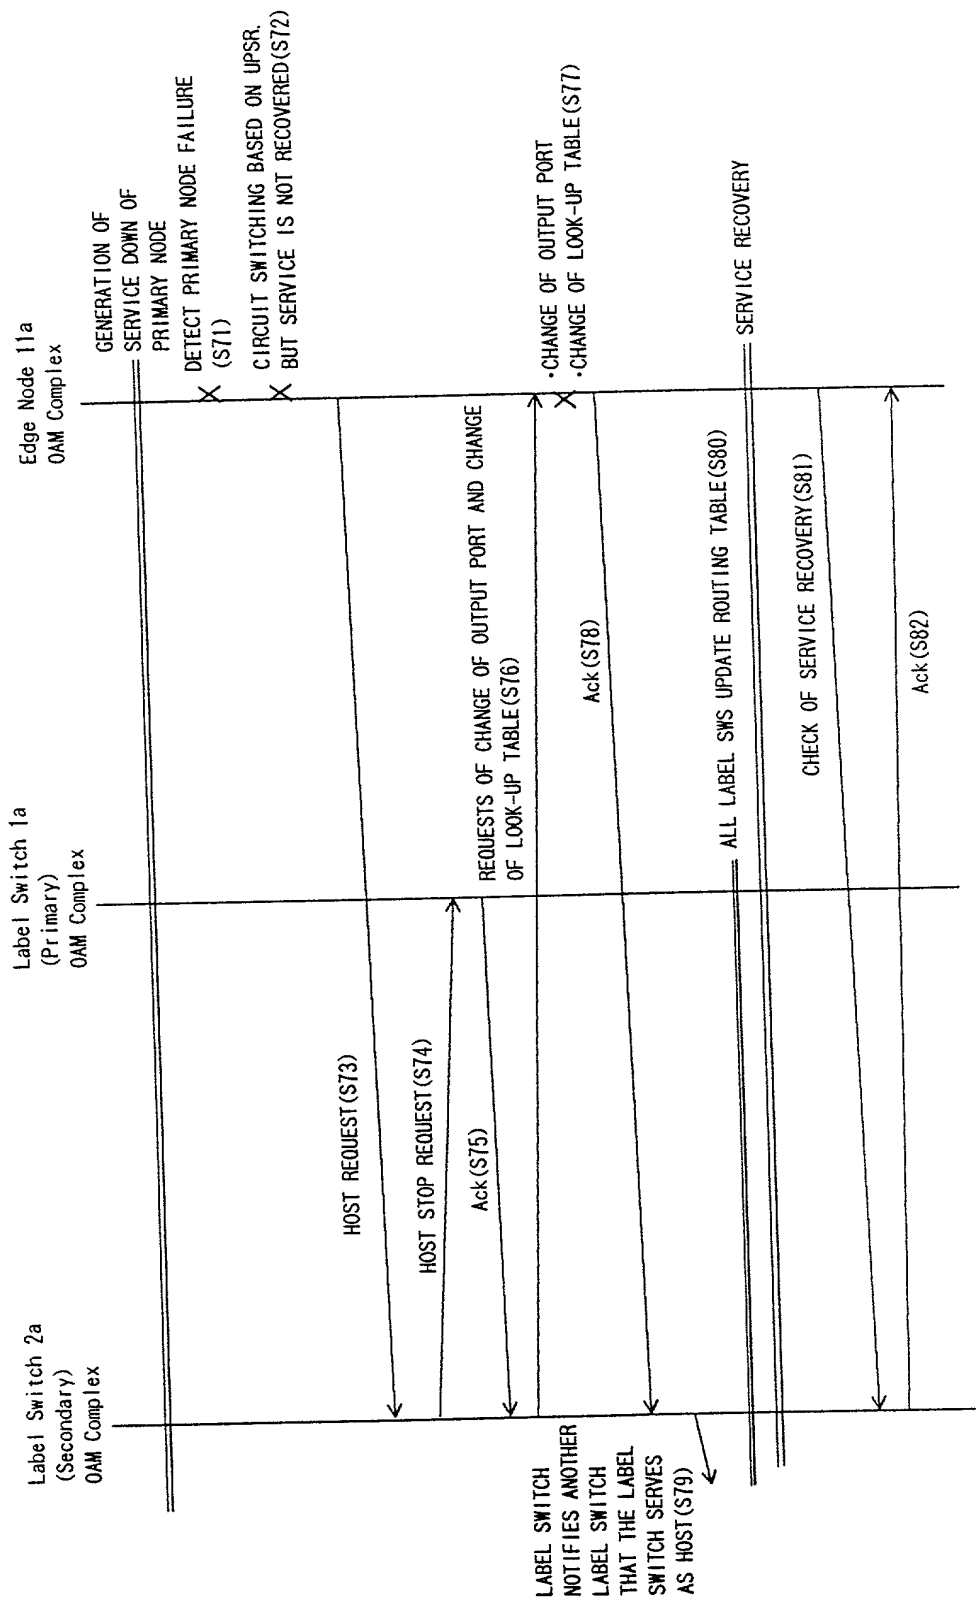 Label Switch 2a
(Secondary)
OAM Complex
Label Switch 1a
(Primary)
OAM Complex
Edge Node 11a
OAM Complex
GENERATION OF
SERVICE DOWN OF
PRIMARY NODE
DETECT PRIMARY NODE FAILURE
(S71)
CIRCUIT SWITCHING BASED ON UPSR.
BUT SERVICE IS NOT RECOVERED(S72)
HOST REQUEST(S73)
HOST STOP REQUEST(S74)
Ack(S75)
REQUESTS OF CHANGE OF OUTPUT PORT AND CHANGE
OF LOOK-UP TABLE(S76)
・CHANGE OF OUTPUT PORT
・CHANGE OF LOOK-UP TABLE(S77)
Ack(S78)
LABEL SWITCH
NOTIFIES ANOTHER
LABEL SWITCH
THAT THE LABEL
SWITCH SERVES
AS HOST(S79)
ALL LABEL SWS UPDATE ROUTING TABLE(S80)
SERVICE RECOVERY
CHECK OF SERVICE RECOVERY(S81)
Ack(S82)